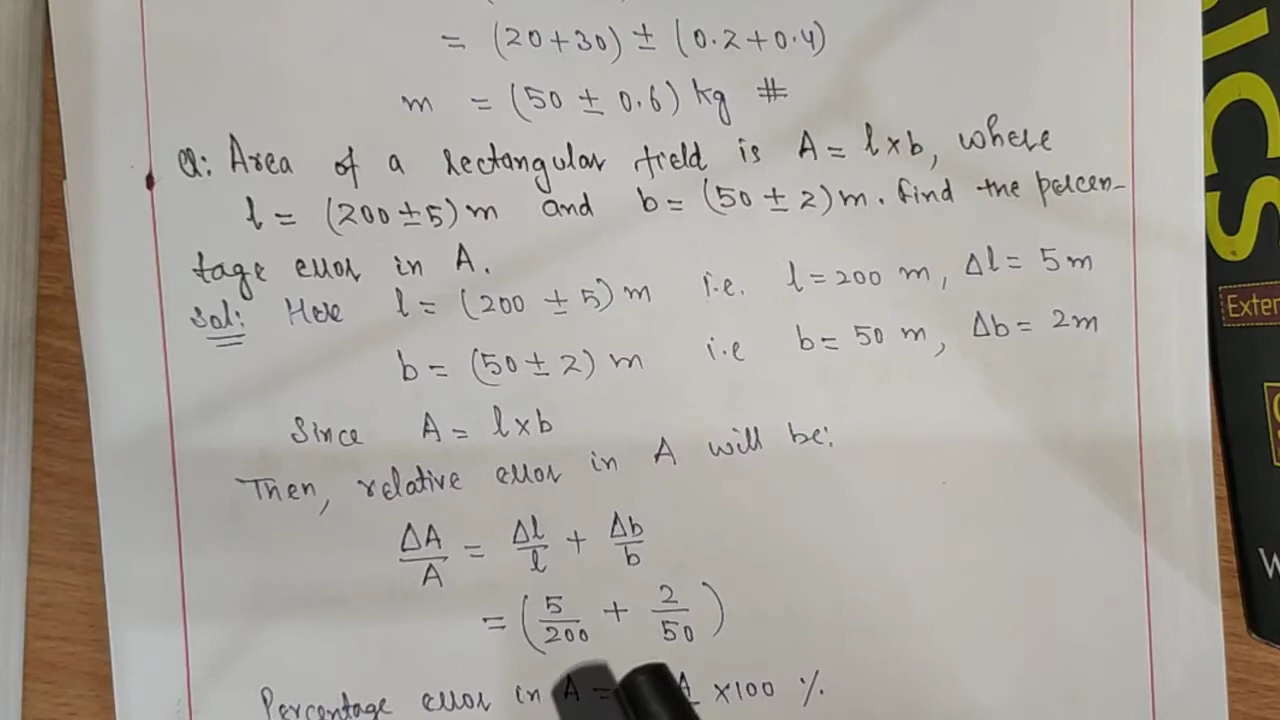 = (20+30) ± (0.2+0.4)
m = (50 ± 0.6) kg #
Q: Area of a rectangular field is A = l×b, where
l = (200 ± 5) m and b = (50 ± 2) m. find the percen-
tage error in A.
Sol: Here l = (200 ± 5) m i.e. l = 200 m, Δl = 5 m
b = (50 ± 2) m i.e b = 50 m, Δb = 2m
Since A = l×b
Then, relative error in A will be:
ΔA/A = Δl/l + Δb/b
= (5/200 + 2/50)
Percentage error in A = A ×100 %
ICS
Exter